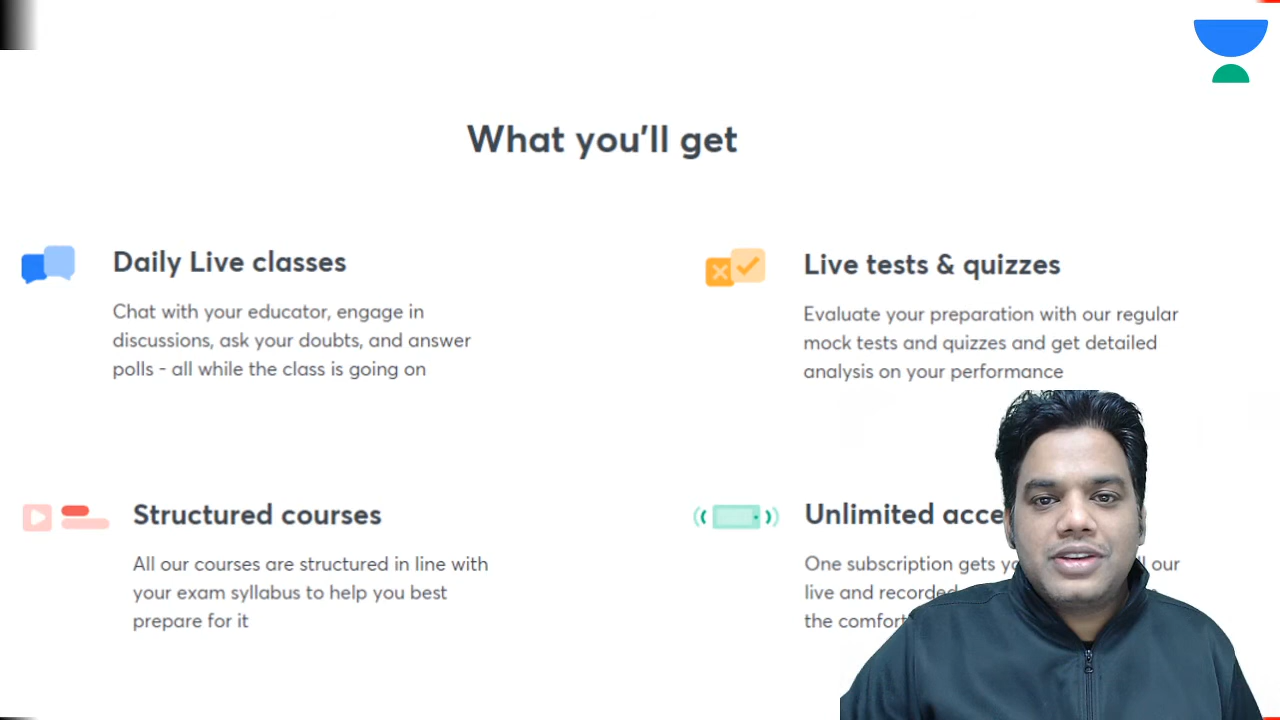 What you'll get
Daily Live classes
Chat with your educator, engage in
discussions, ask your doubts, and answer
polls - all while the class is going on
Live tests & quizzes
Evaluate your preparation with our regular
mock tests and quizzes and get detailed
analysis on your performance
Structured courses
All our courses are structured in line with
your exam syllabus to help you best
prepare for it
Unlimited
One subscription gets our
live and recorded
the comfort